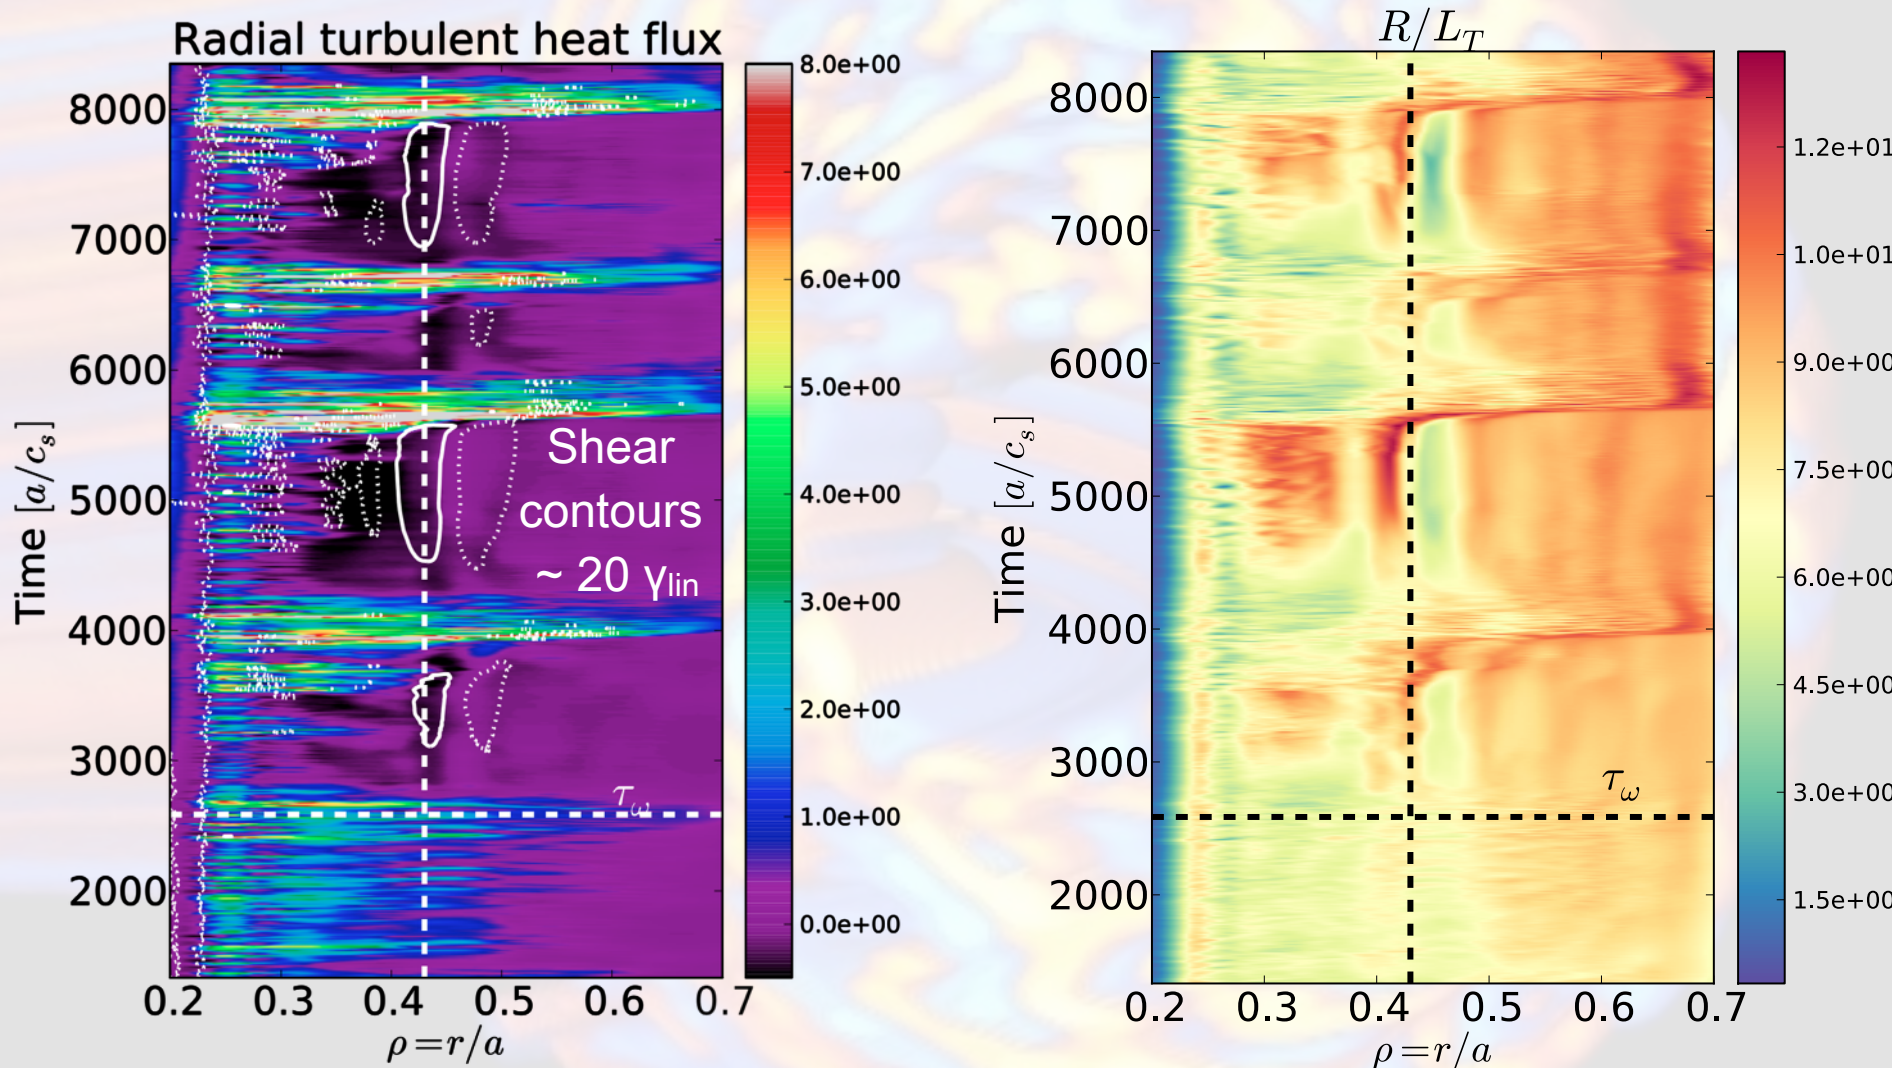 Radial turbulent heat flux
8000
7000
6000
5000
4000
3000
2000
Time [a/c_s]
0.2 0.3 0.4 0.5 0.6 0.7
ρ=r/a
Shear
contours
~ 20 γlin
τ_ω
8.0e+00
7.0e+00
6.0e+00
5.0e+00
4.0e+00
3.0e+00
2.0e+00
1.0e+00
0.0e+00
R/L_T
8000
7000
6000
5000
4000
3000
2000
Time [a/c_s]
0.2 0.3 0.4 0.5 0.6 0.7
ρ=r/a
τ_ω
1.2e+01
1.0e+01
9.0e+00
7.5e+00
6.0e+00
4.5e+00
3.0e+00
1.5e+00